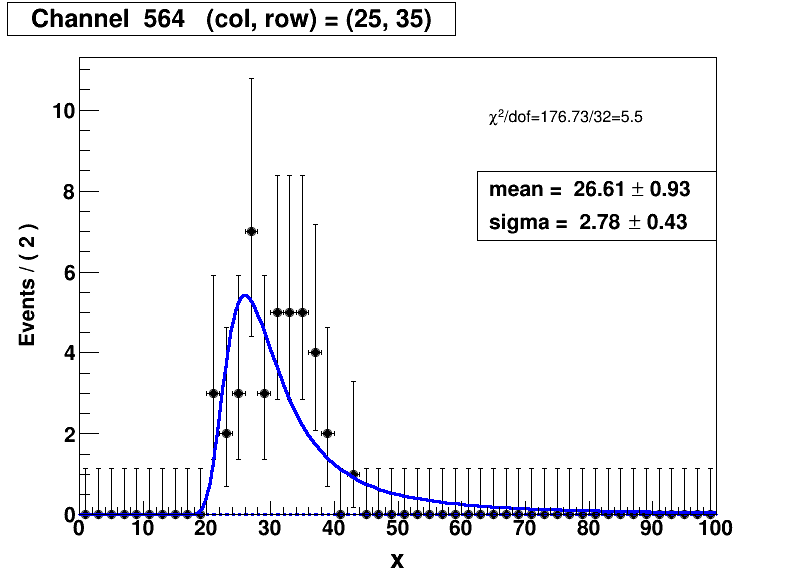 Channel 564 (col, row) = (25, 35)
χ²/dof=176.73/32=5.5
mean = 26.61 ± 0.93
sigma = 2.78 ± 0.43
Events / ( 2 )
10
8
6
4
2
0
0 10 20 30 40 50 60 70 80 90 100
x